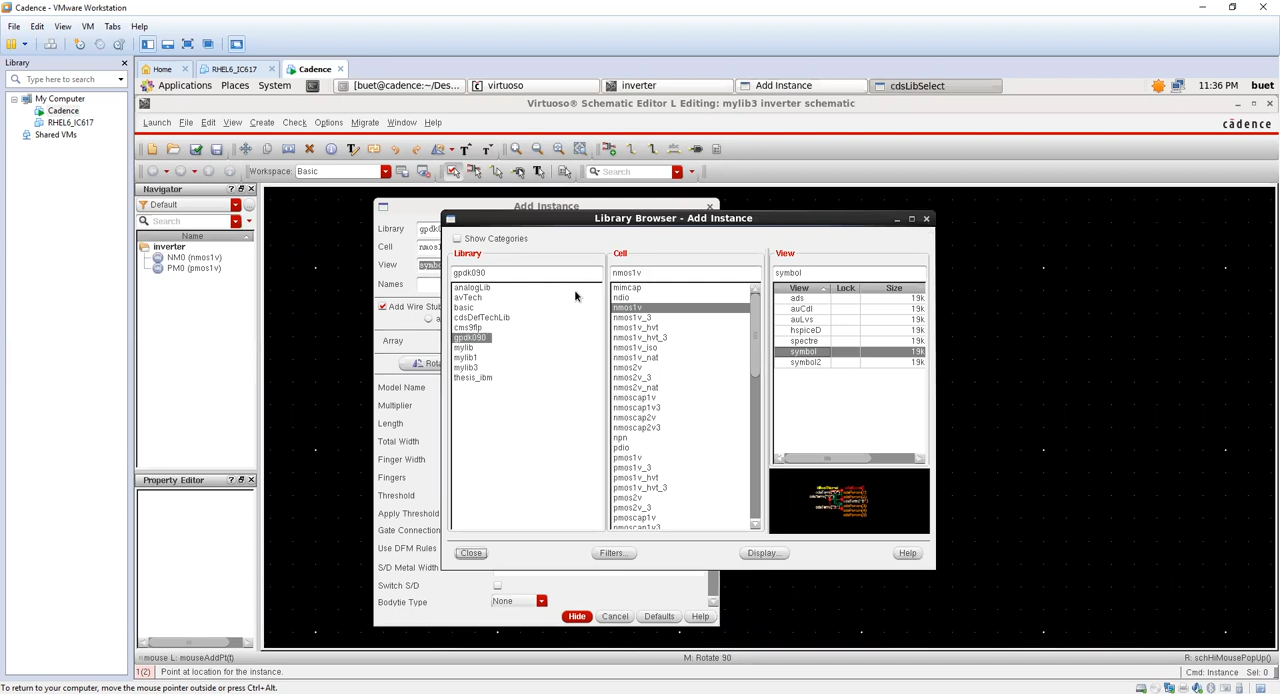 Cadence - VMware Workstation
File Edit View VM Tabs Help
Library
Type here to search
My Computer
Cadence
RHEL6_IC617
Shared VMs
Home
RHEL6_IC617
Cadence
Applications Places System
[buet@cadence:~/Des...
virtuoso
inverter
Add Instance
cdsLibSelect
11:36 PM buet
Virtuoso® Schematic Editor L Editing: mylib3 inverter schematic
Launch File Edit View Create Check Options Migrate Window Help
cādence
Workspace: Basic
Search
Navigator
Default
Search
Name
inverter
NM0 (nmos1v)
PM0 (pmos1v)
Property Editor
Add Instance
Library gpdk0
Cell nmos1
View symbo
Names
Add Wire Stub
Array
Rota
Model Name
Multiplier
Length
Total Width
Finger Width
Fingers
Threshold
Apply Threshold
Gate Connection
Use DFM Rules
S/D Metal Width
Switch S/D
Bodytie Type None
Hide Cancel Defaults Help
Library Browser - Add Instance
Show Categories
Library
gpdk090
analogLib
avTech
basic
cdsDefTechLib
cms9flp
gpdk090
mylib
mylib1
mylib3
thesis_ibm
Cell
nmos1v
mimcap
ndio
nmos1v
nmos1v_3
nmos1v_hvt
nmos1v_hvt_3
nmos1v_iso
nmos1v_nat
nmos2v
nmos2v_3
nmos2v_nat
nmoscap1v
nmoscap1v3
nmoscap2v
nmoscap2v3
npn
pdio
pmos1v
pmos1v_3
pmos1v_hvt
pmos1v_hvt_3
pmos2v
pmos2v_3
pmoscap1v
pmoscap1v3
View
symbol
View Lock Size
ads 19k
auCdl 19k
auLvs 19k
hspiceD 19k
spectre 19k
symbol 19k
symbol2 19k
Close Filters... Display... Help
mouse L: mouseAddPt(t) M: Rotate 90 R: schHiMousePopUp()
1(2) Point at location for the instance. Cmd: Instance Sel: 0
To return to your computer, move the mouse pointer outside or press Ctrl+Alt.